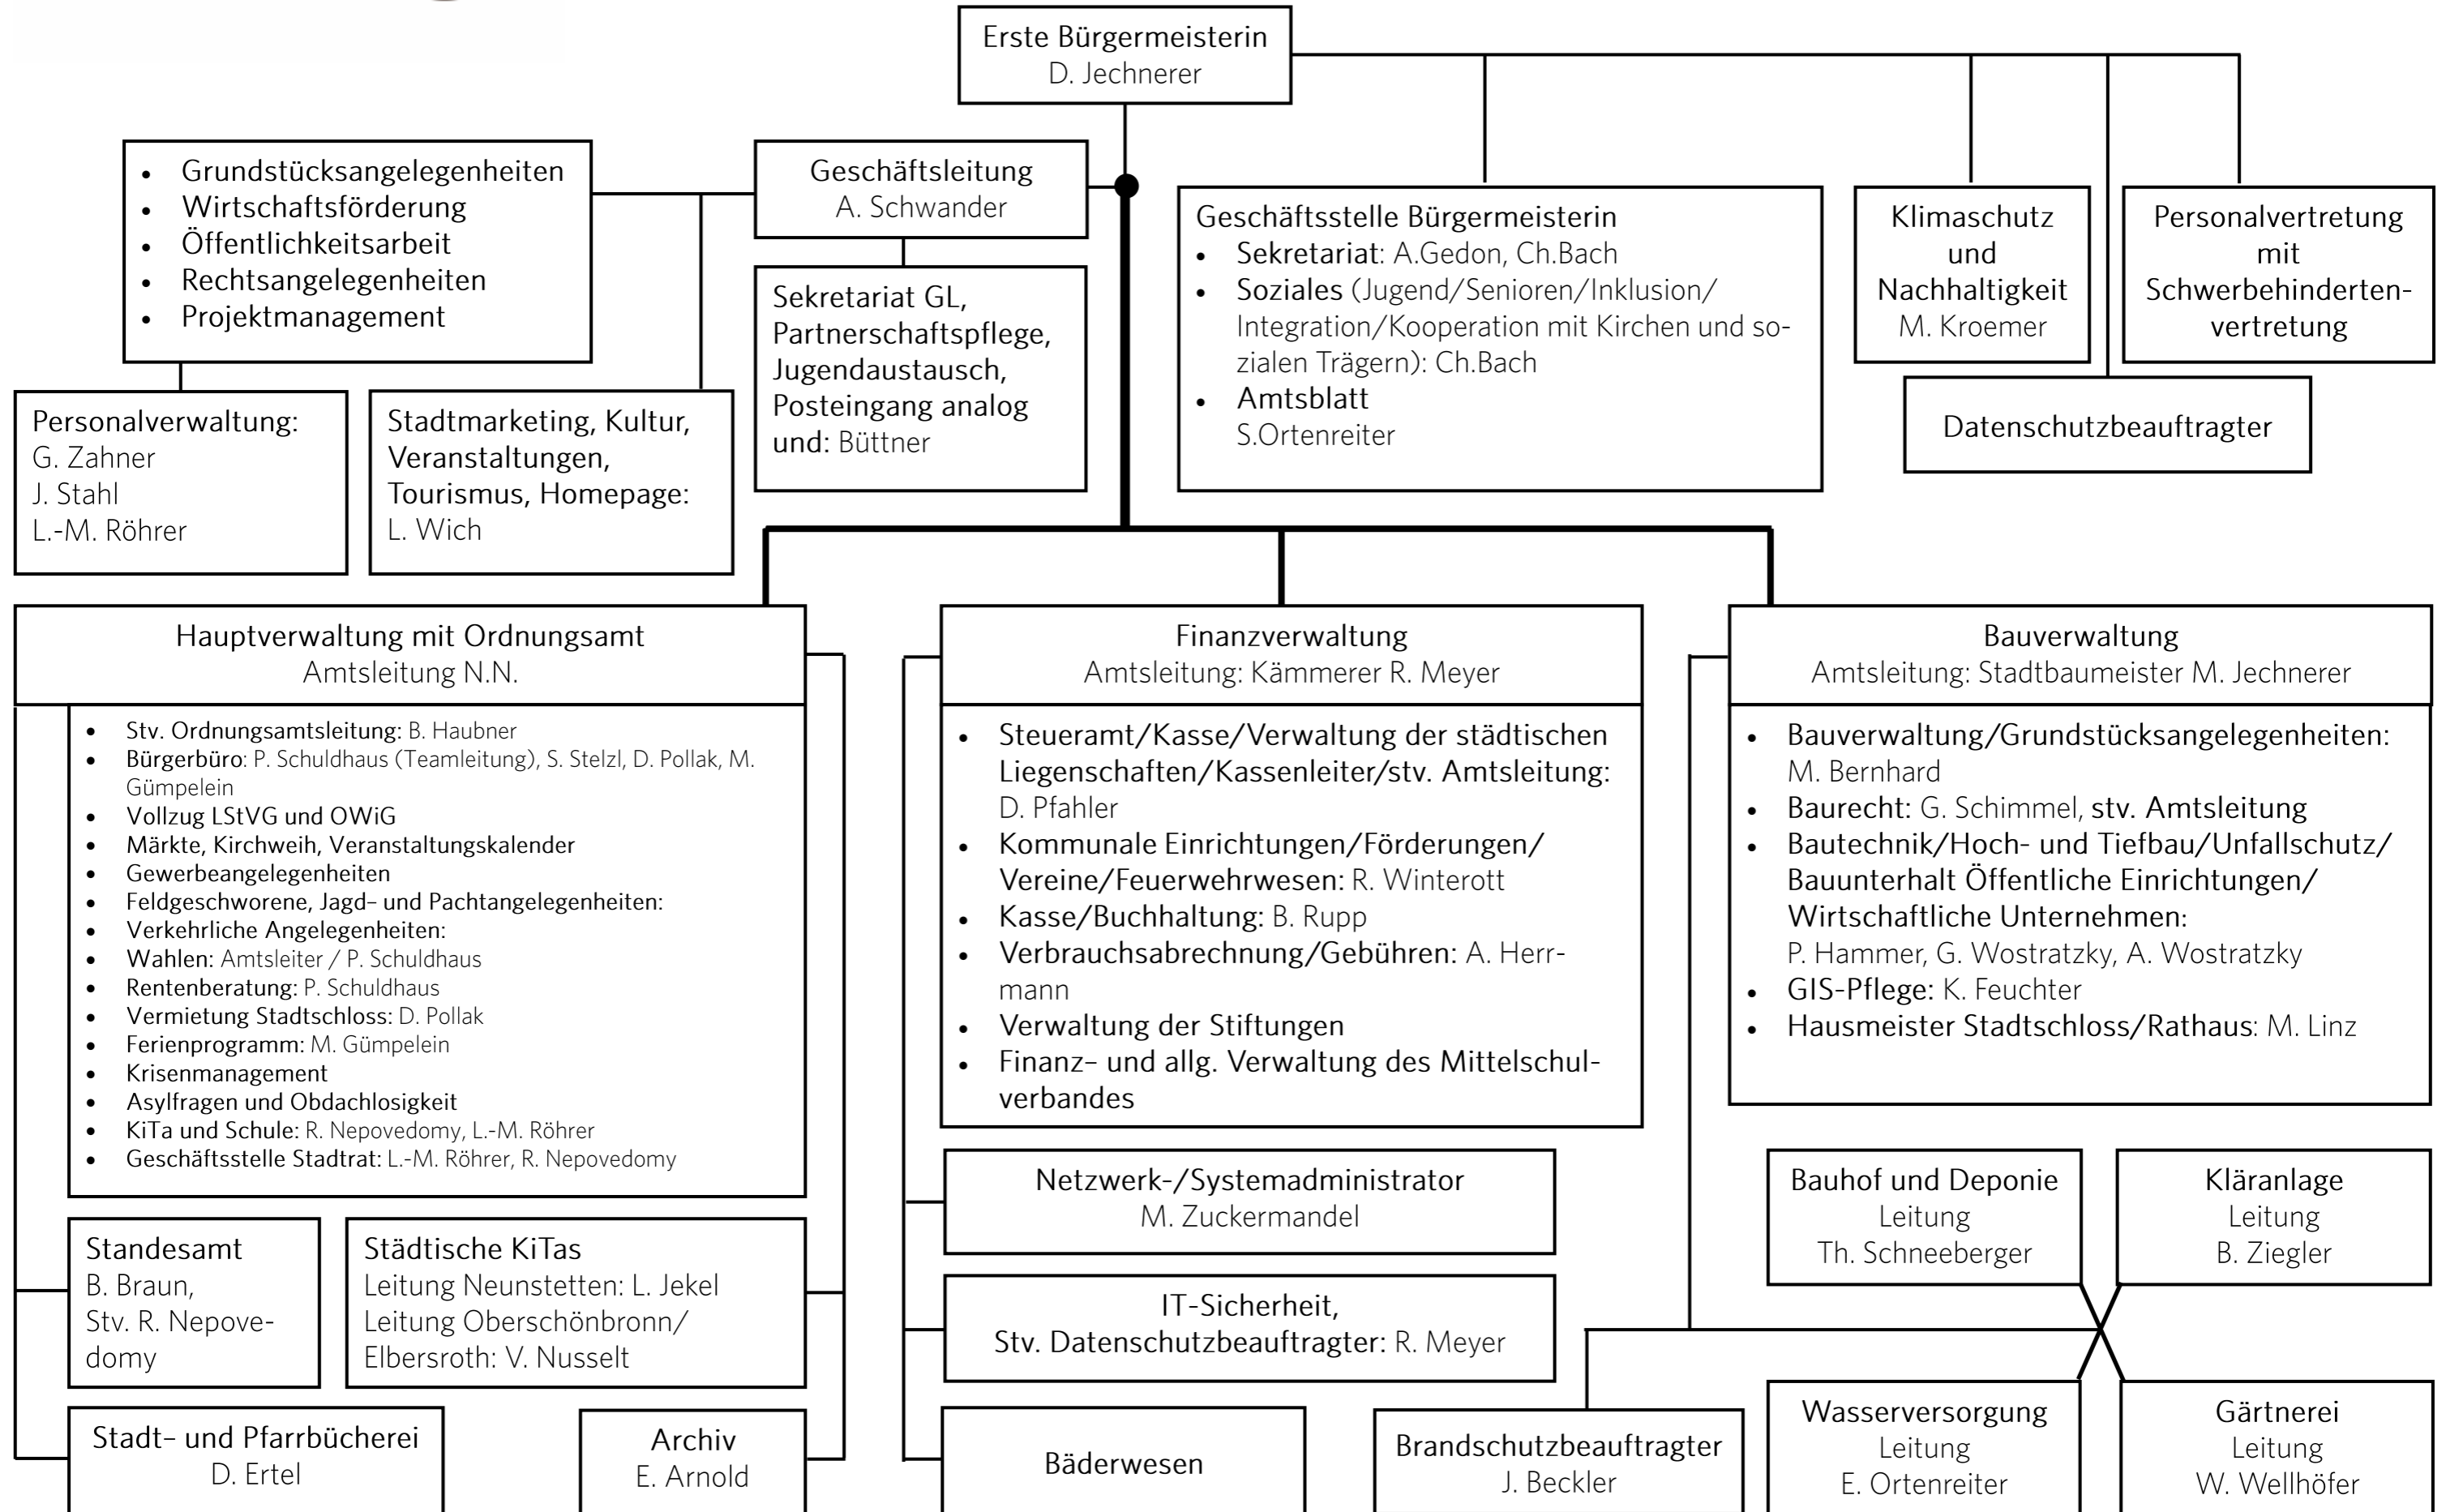 Erste Bürgermeisterin
D. Jechnerer
• Grundstücksangelegenheiten
• Wirtschaftsförderung
• Öffentlichkeitsarbeit
• Rechtsangelegenheiten
• Projektmanagement
Geschäftsleitung
A. Schwander
Sekretariat GL,
Partnerschaftspflege,
Jugendaustausch,
Posteingang analog
und: Büttner
Geschäftsstelle Bürgermeisterin
• Sekretariat: A.Gedon, Ch.Bach
• Soziales (Jugend/Senioren/Inklusion/
Integration/Kooperation mit Kirchen und so-
zialen Trägern): Ch.Bach
• Amtsblatt
S.Ortenreiter
Klimaschutz
und
Nachhaltigkeit
M. Kroemer
Personalvertretung
mit
Schwerbehinderten-
vertretung
Datenschutzbeauftragter
Personalverwaltung:
G. Zahner
J. Stahl
L.-M. Röhrer
Stadtmarketing, Kultur,
Veranstaltungen,
Tourismus, Homepage:
L. Wich
Hauptverwaltung mit Ordnungsamt
Amtsleitung N.N.
• Stv. Ordnungsamtsleitung: B. Haubner
• Bürgerbüro: P. Schuldhaus (Teamleitung), S. Stelzl, D. Pollak, M.
Gümpelein
• Vollzug LStVG und OWiG
• Märkte, Kirchweih, Veranstaltungskalender
• Gewerbeangelegenheiten
• Feldgeschworene, Jagd- und Pachtangelegenheiten:
• Verkehrliche Angelegenheiten:
• Wahlen: Amtsleiter / P. Schuldhaus
• Rentenberatung: P. Schuldhaus
• Vermietung Stadtschloss: D. Pollak
• Ferienprogramm: M. Gümpelein
• Krisenmanagement
• Asylfragen und Obdachlosigkeit
• KiTa und Schule: R. Nepovedomy, L.-M. Röhrer
• Geschäftsstelle Stadtrat: L.-M. Röhrer, R. Nepovedomy
Standesamt
B. Braun,
Stv. R. Nepove-
domy
Städtische KiTas
Leitung Neunstetten: L. Jekel
Leitung Oberschönbronn/
Elbersroth: V. Nusselt
Stadt- und Pfarrbücherei
D. Ertel
Archiv
E. Arnold
Finanzverwaltung
Amtsleitung: Kämmerer R. Meyer
• Steueramt/Kasse/Verwaltung der städtischen
Liegenschaften/Kassenleiter/stv. Amtsleitung:
D. Pfahler
• Kommunale Einrichtungen/Förderungen/
Vereine/Feuerwehrwesen: R. Winterott
• Kasse/Buchhaltung: B. Rupp
• Verbrauchsabrechnung/Gebühren: A. Herr-
mann
• Verwaltung der Stiftungen
• Finanz- und allg. Verwaltung des Mittelschul-
verbandes
Netzwerk-/Systemadministrator
M. Zuckermandel
IT-Sicherheit,
Stv. Datenschutzbeauftragter: R. Meyer
Bäderwesen
Bauverwaltung
Amtsleitung: Stadtbaumeister M. Jechnerer
• Bauverwaltung/Grundstücksangelegenheiten:
M. Bernhard
• Baurecht: G. Schimmel, stv. Amtsleitung
• Bautechnik/Hoch- und Tiefbau/Unfallschutz/
Bauunterhalt Öffentliche Einrichtungen/
Wirtschaftliche Unternehmen:
P. Hammer, G. Wostratzky, A. Wostratzky
• GIS-Pflege: K. Feuchter
• Hausmeister Stadtschloss/Rathaus: M. Linz
Bauhof und Deponie
Leitung
Th. Schneeberger
Kläranlage
Leitung
B. Ziegler
Brandschutzbeauftragter
J. Beckler
Wasserversorgung
Leitung
E. Ortenreiter
Gärtnerei
Leitung
W. Wellhöfer